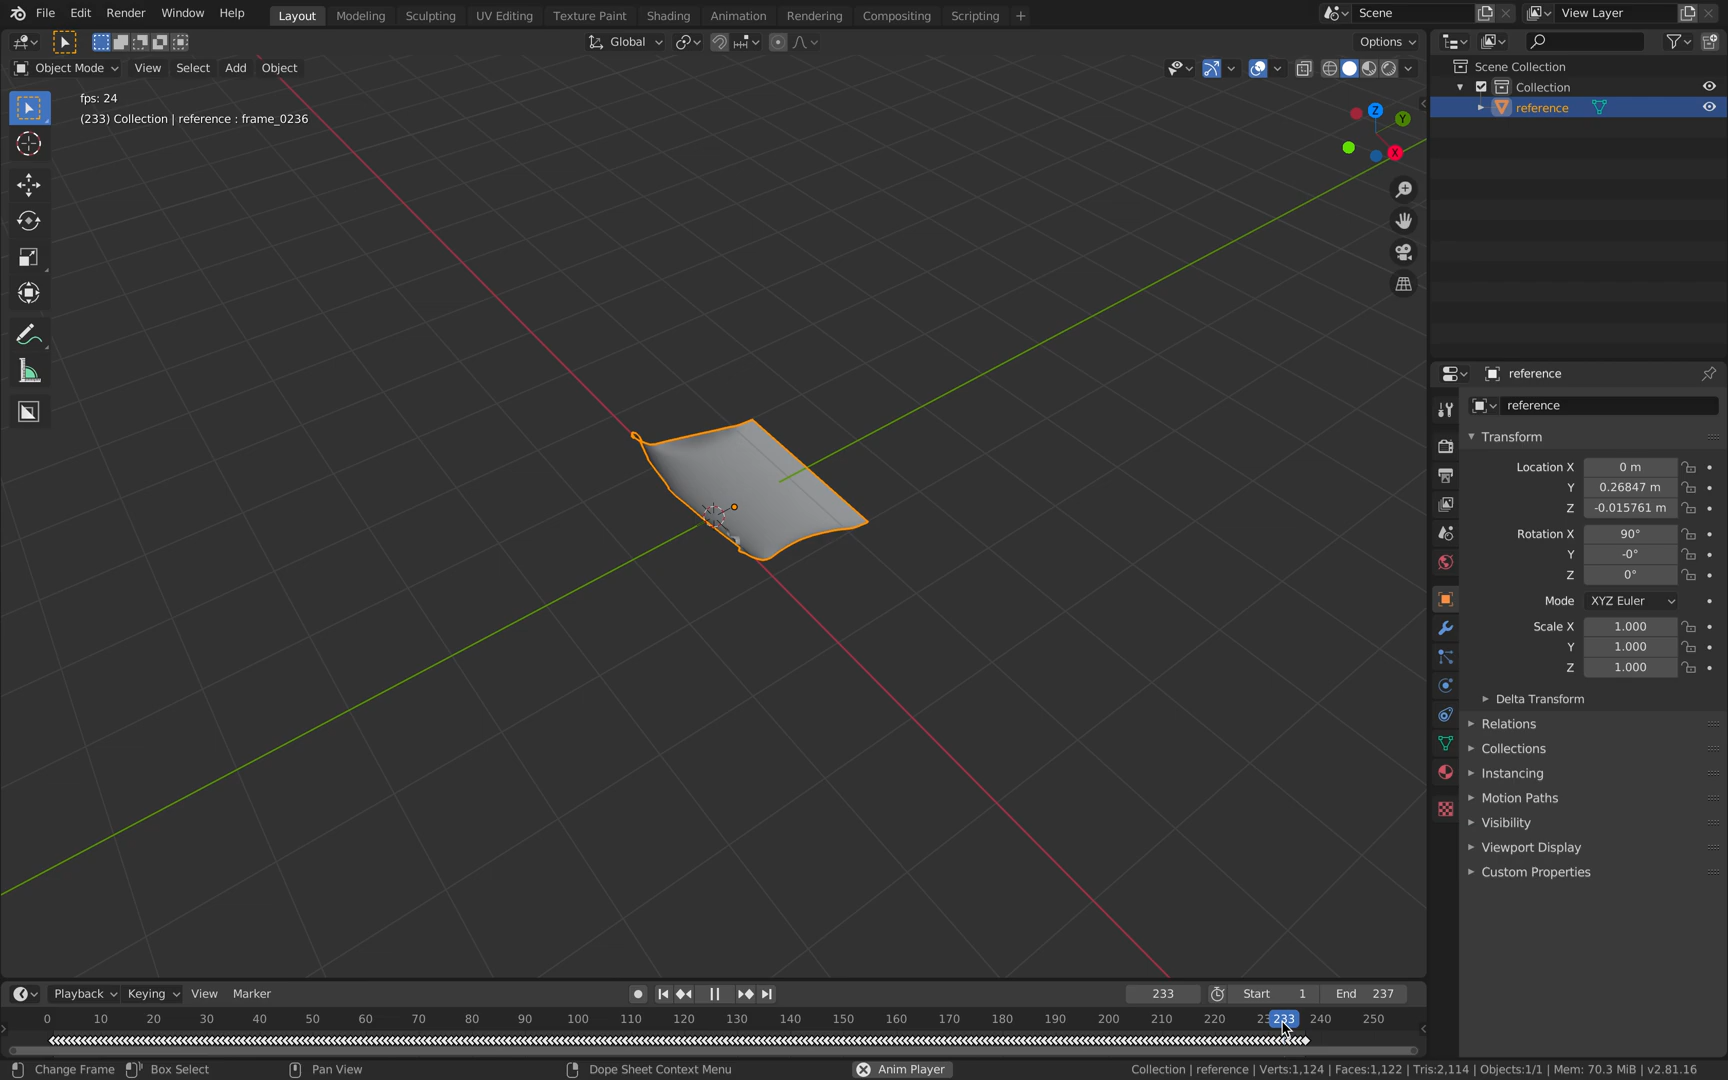 File Edit Render Window Help
Layout Modeling Sculpting UV Editing Texture Paint Shading Animation Rendering Compositing Scripting +
Scene
View Layer
Global
Options
Object Mode View Select Add Object
fps: 24
(233) Collection | reference : frame_0236
Z
Y
X
Scene Collection
Collection
reference
reference
reference
Transform
Location X 0 m
Y 0.26847 m
Z -0.015761 m
Rotation X 90°
Y -0°
Z 0°
Mode XYZ Euler
Scale X 1.000
Y 1.000
Z 1.000
Delta Transform
Relations
Collections
Instancing
Motion Paths
Visibility
Viewport Display
Custom Properties
Playback Keying View Marker
233
Start 1
End 237
0 10 20 30 40 50 60 70 80 90 100 110 120 130 140 150 160 170 180 190 200 210 220 23 233 240 250
Change Frame Box Select Pan View Dope Sheet Context Menu Anim Player Collection | reference | Verts:1,124 | Faces:1,122 | Tris:2,114 | Objects:1/1 | Mem: 70.3 MiB | v2.81.16